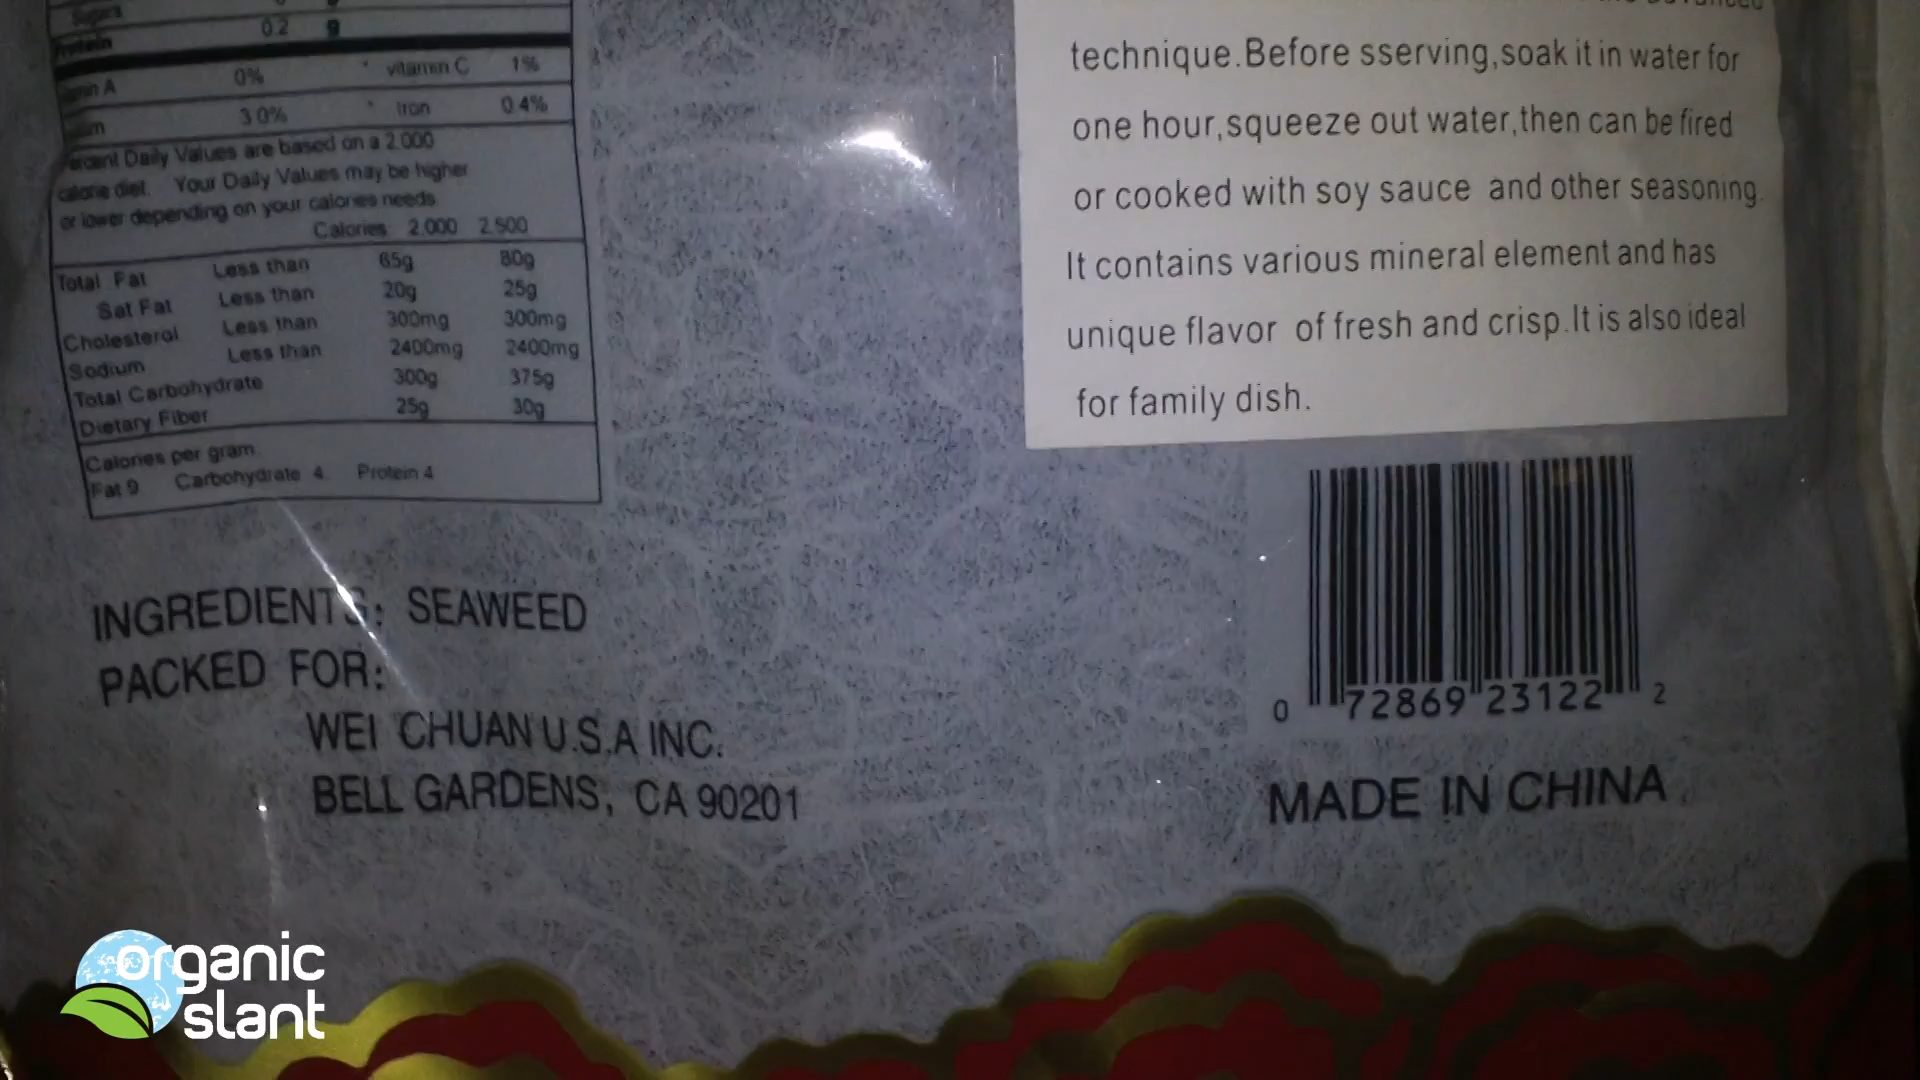 Sugars
Protein 0.2 g
0% * vitamin C 1%
30% * Iron 0.4%
Percent Daily Values are based on a 2.000
calorie diet. Your Daily Values may be higher
or lower depending on your calories needs
Calories 2,000 2,500
Total Fat Less than 65g 80g
Sat Fat Less than 20g 25g
Cholesterol Less than 300mg 300mg
Sodium Less than 2400mg 2400mg
Total Carbohydrate 300g 375g
Dietary Fiber 25g 30g
Calories per gram
Fat 9 Carbohydrate 4 Protein 4
INGREDIENTS: SEAWEED
PACKED FOR:
WEI CHUAN U.S.A INC.
BELL GARDENS, CA 90201
technique.Before sserving,soak it in water for
one hour,squeeze out water,then can be fired
or cooked with soy sauce and other seasoning.
It contains various mineral element and has
unique flavor of fresh and crisp.It is also ideal
for family dish.
0 72869 23122 2
MADE IN CHINA
organic
slant